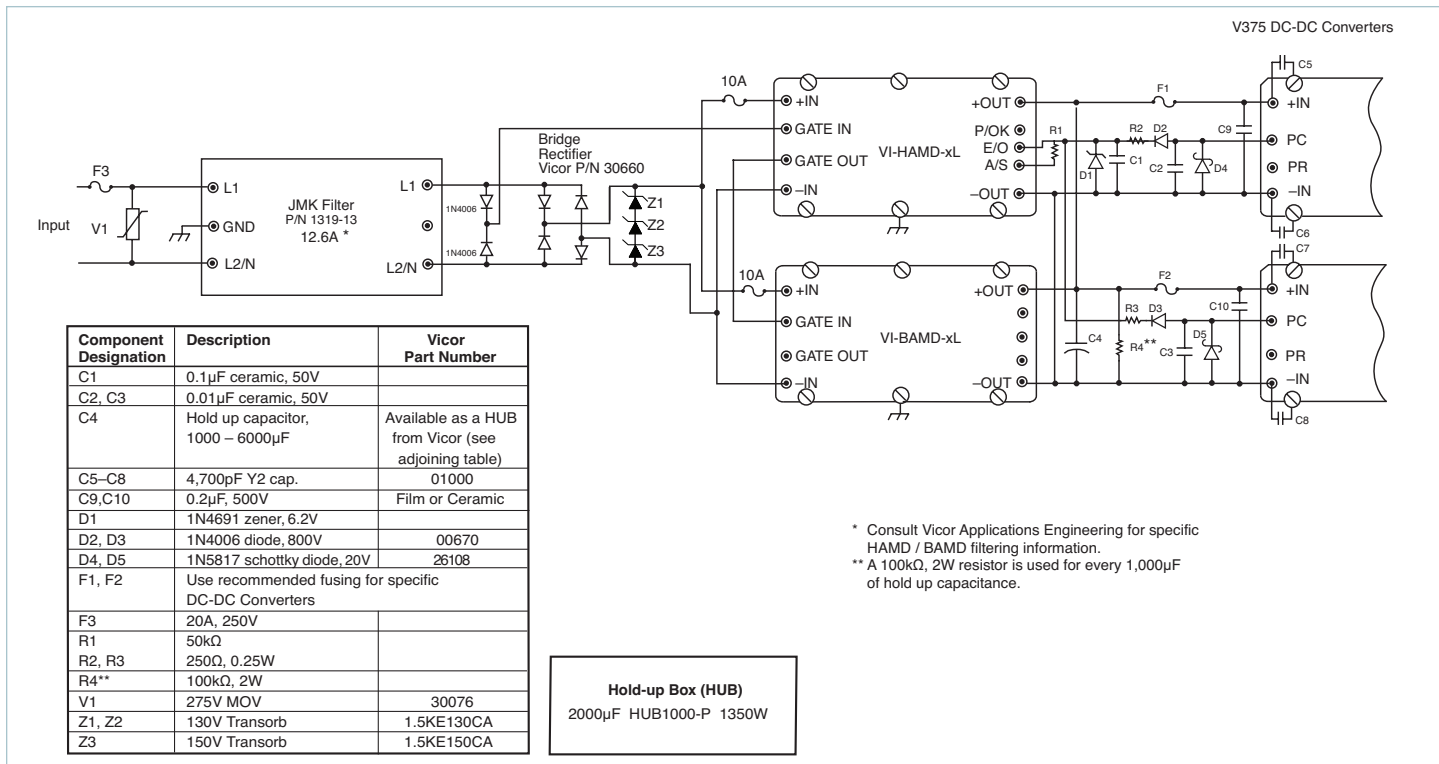 V375 DC-DC Converters
C5
10A
+IN
+OUT
F1
+IN
GATE IN
P/OK
R1
R2
D2
C9
PC
E/O
GATE OUT
VI-HAMD-xL
A/S
D1
C1
C2
D4
PR
–IN
–OUT
–IN
C6
Bridge
Rectifier
Vicor P/N 30660
F3
L1
JMK Filter
P/N 1319-13
12.6A *
L1
1N4006
Z1
Input
V1
GND
Z2
1N4006
L2/N
L2/N
Z3
C7
10A
+IN
+OUT
F2
+IN
GATE IN
R3
D3
C10
PC
VI-BAMD-xL
D5
GATE OUT
C4
R4**
C3
PR
–IN
–OUT
–IN
C8
Component Designation Description Vicor Part Number
C1 0.1µF ceramic, 50V
C2, C3 0.01µF ceramic, 50V
C4 Hold up capacitor, Available as a HUB
1000 – 6000µF from Vicor (see
adjoining table)
C5–C8 4,700pF Y2 cap. 01000
C9,C10 0.2µF, 500V Film or Ceramic
D1 1N4691 zener, 6.2V
D2, D3 1N4006 diode, 800V 00670
D4, D5 1N5817 schottky diode, 20V 26108
F1, F2 Use recommended fusing for specific
DC-DC Converters
F3 20A, 250V
R1 50kΩ
R2, R3 250Ω, 0.25W
R4** 100kΩ, 2W
V1 275V MOV 30076
Z1, Z2 130V Transorb 1.5KE130CA
Z3 150V Transorb 1.5KE150CA
Hold-up Box (HUB)
2000µF HUB1000-P 1350W
* Consult Vicor Applications Engineering for specific
HAMD / BAMD filtering information.
** A 100kΩ, 2W resistor is used for every 1,000µF
of hold up capacitance.